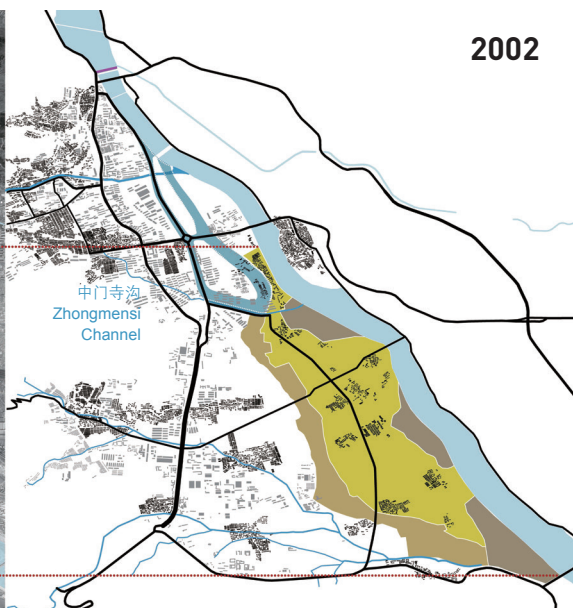 2002
中门寺沟
Zhongmensi
Channel